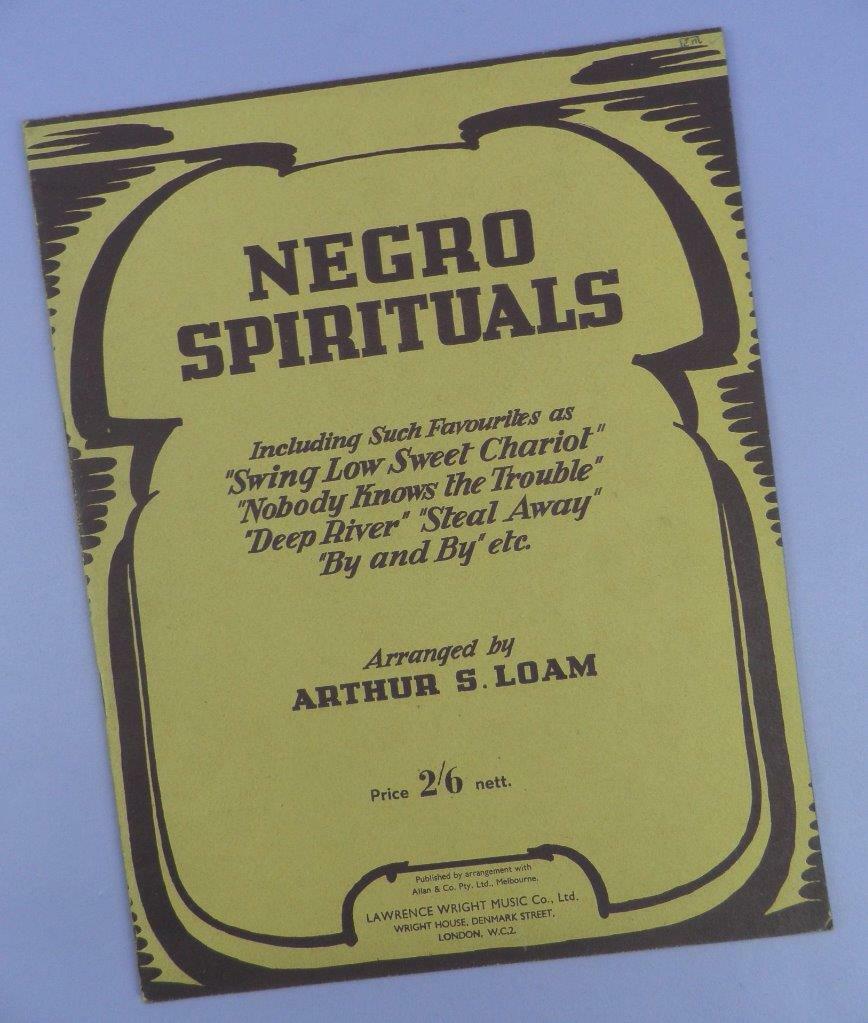 NEGRO
SPIRITUALS
Including Such Favourites as
"Swing Low Sweet Chariot"
"Nobody Knows the Trouble"
"Deep River" "Steal Away"
"By and By" etc.
Arranged by
ARTHUR S. LOAM
Price 2/6 nett.
Published by arrangement with
Allan & Co. Pty. Ltd., Melbourne.
LAWRENCE WRIGHT MUSIC Co., Ltd.
WRIGHT HOUSE, DENMARK STREET,
LONDON, W.C.2.